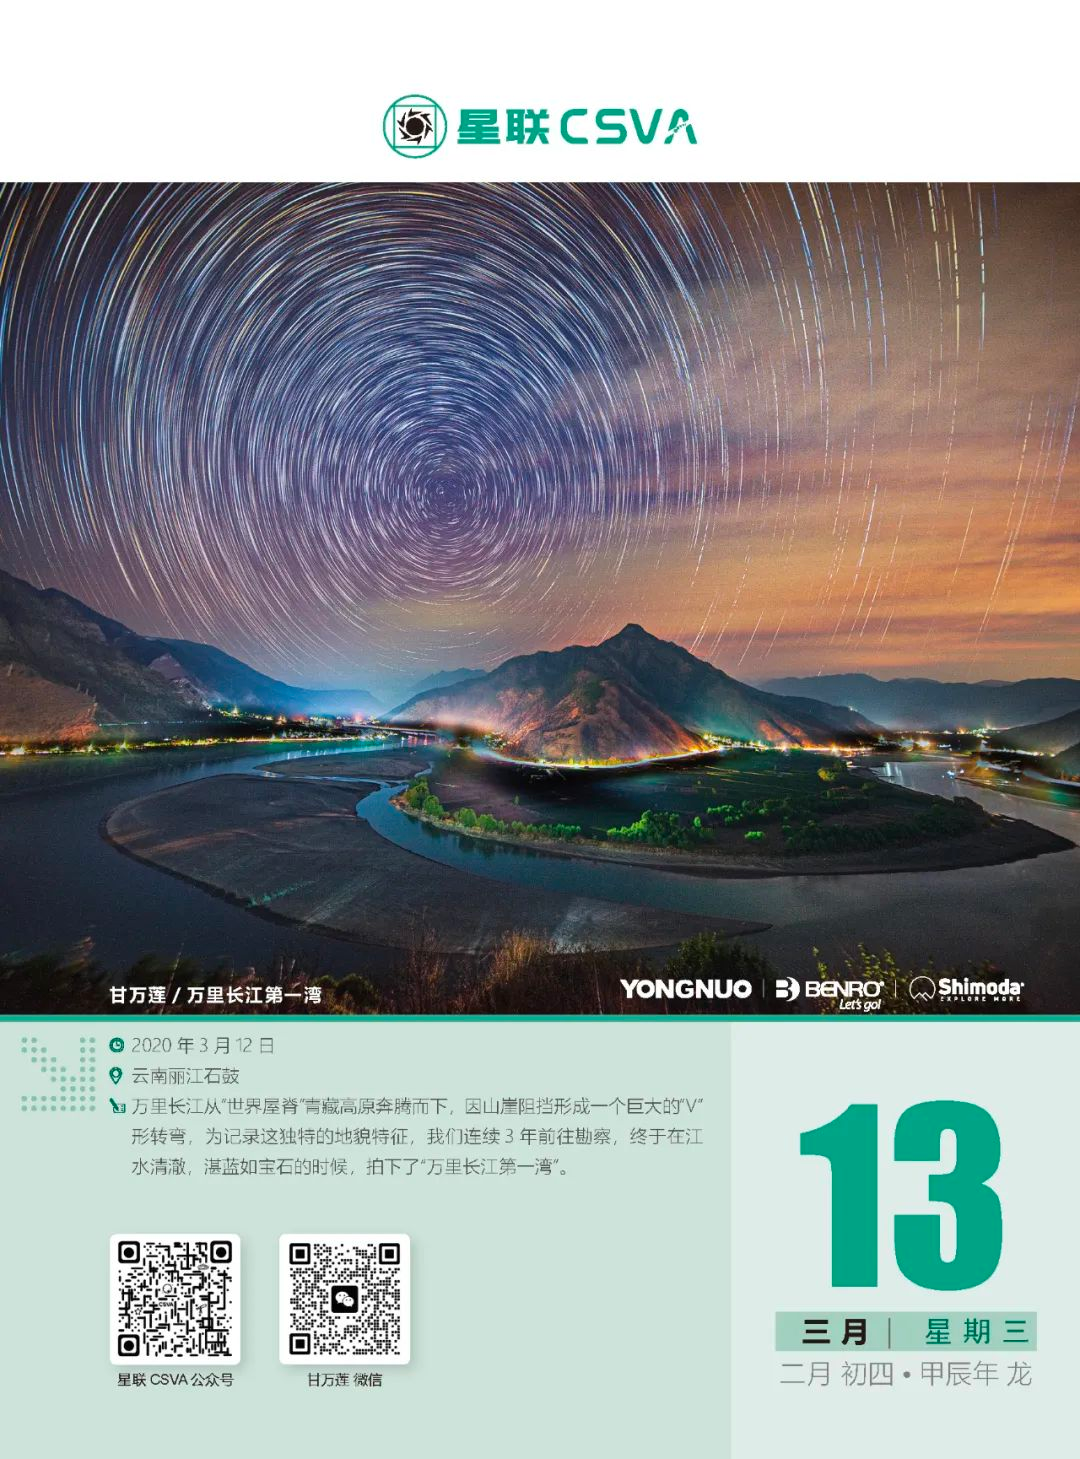 星联CSVA
甘万莲 / 万里长江第一湾
YONGNUO | BENRO® Let's go! | Shimoda® EXPLORE MORE
2020 年 3 月 12 日
云南丽江石鼓
万里长江从“世界屋脊”青藏高原奔腾而下，因山崖阻挡形成一个巨大的“V”
形转弯，为记录这独特的地貌特征，我们连续 3 年前往勘察，终于在江
水清澈，湛蓝如宝石的时候，拍下了“万里长江第一湾”。
13
三月 | 星期三
二月 初四 • 甲辰年 龙
CSVA
星联 CSVA 公众号
甘万莲 微信